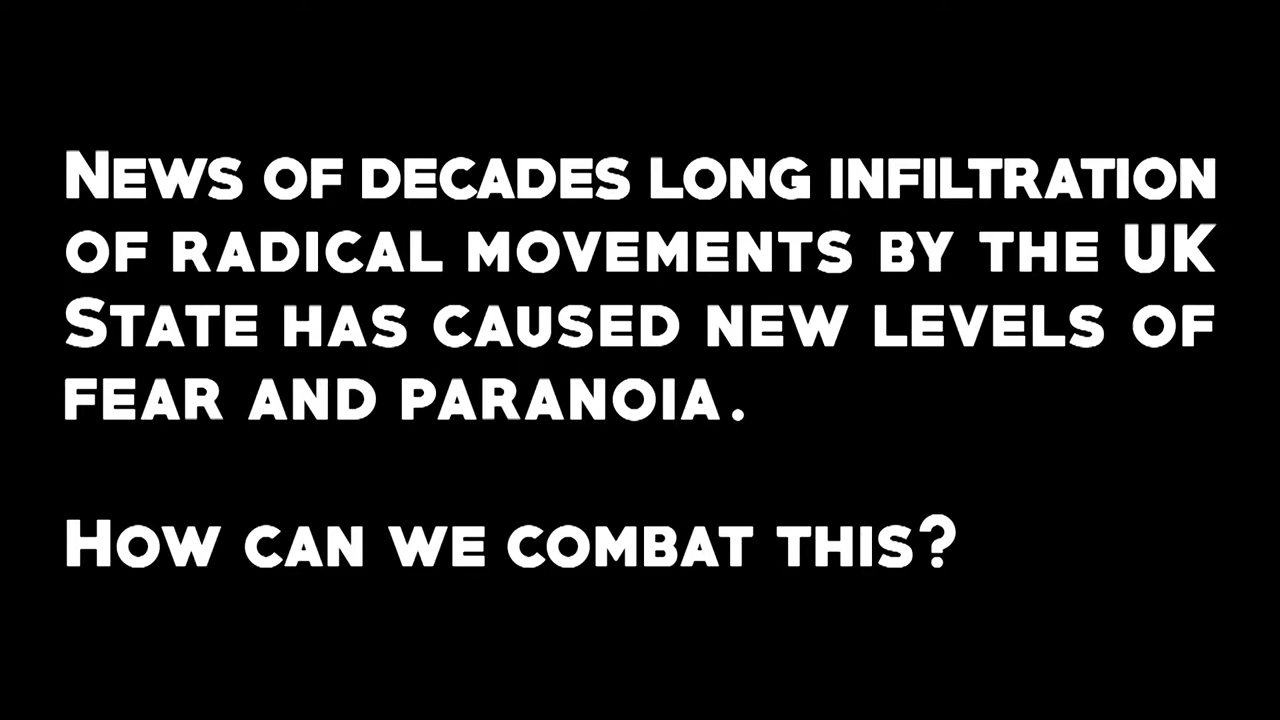 News of decades long infiltration
of radical movements by the UK
State has caused new levels of
fear and paranoia.
How can we combat this?